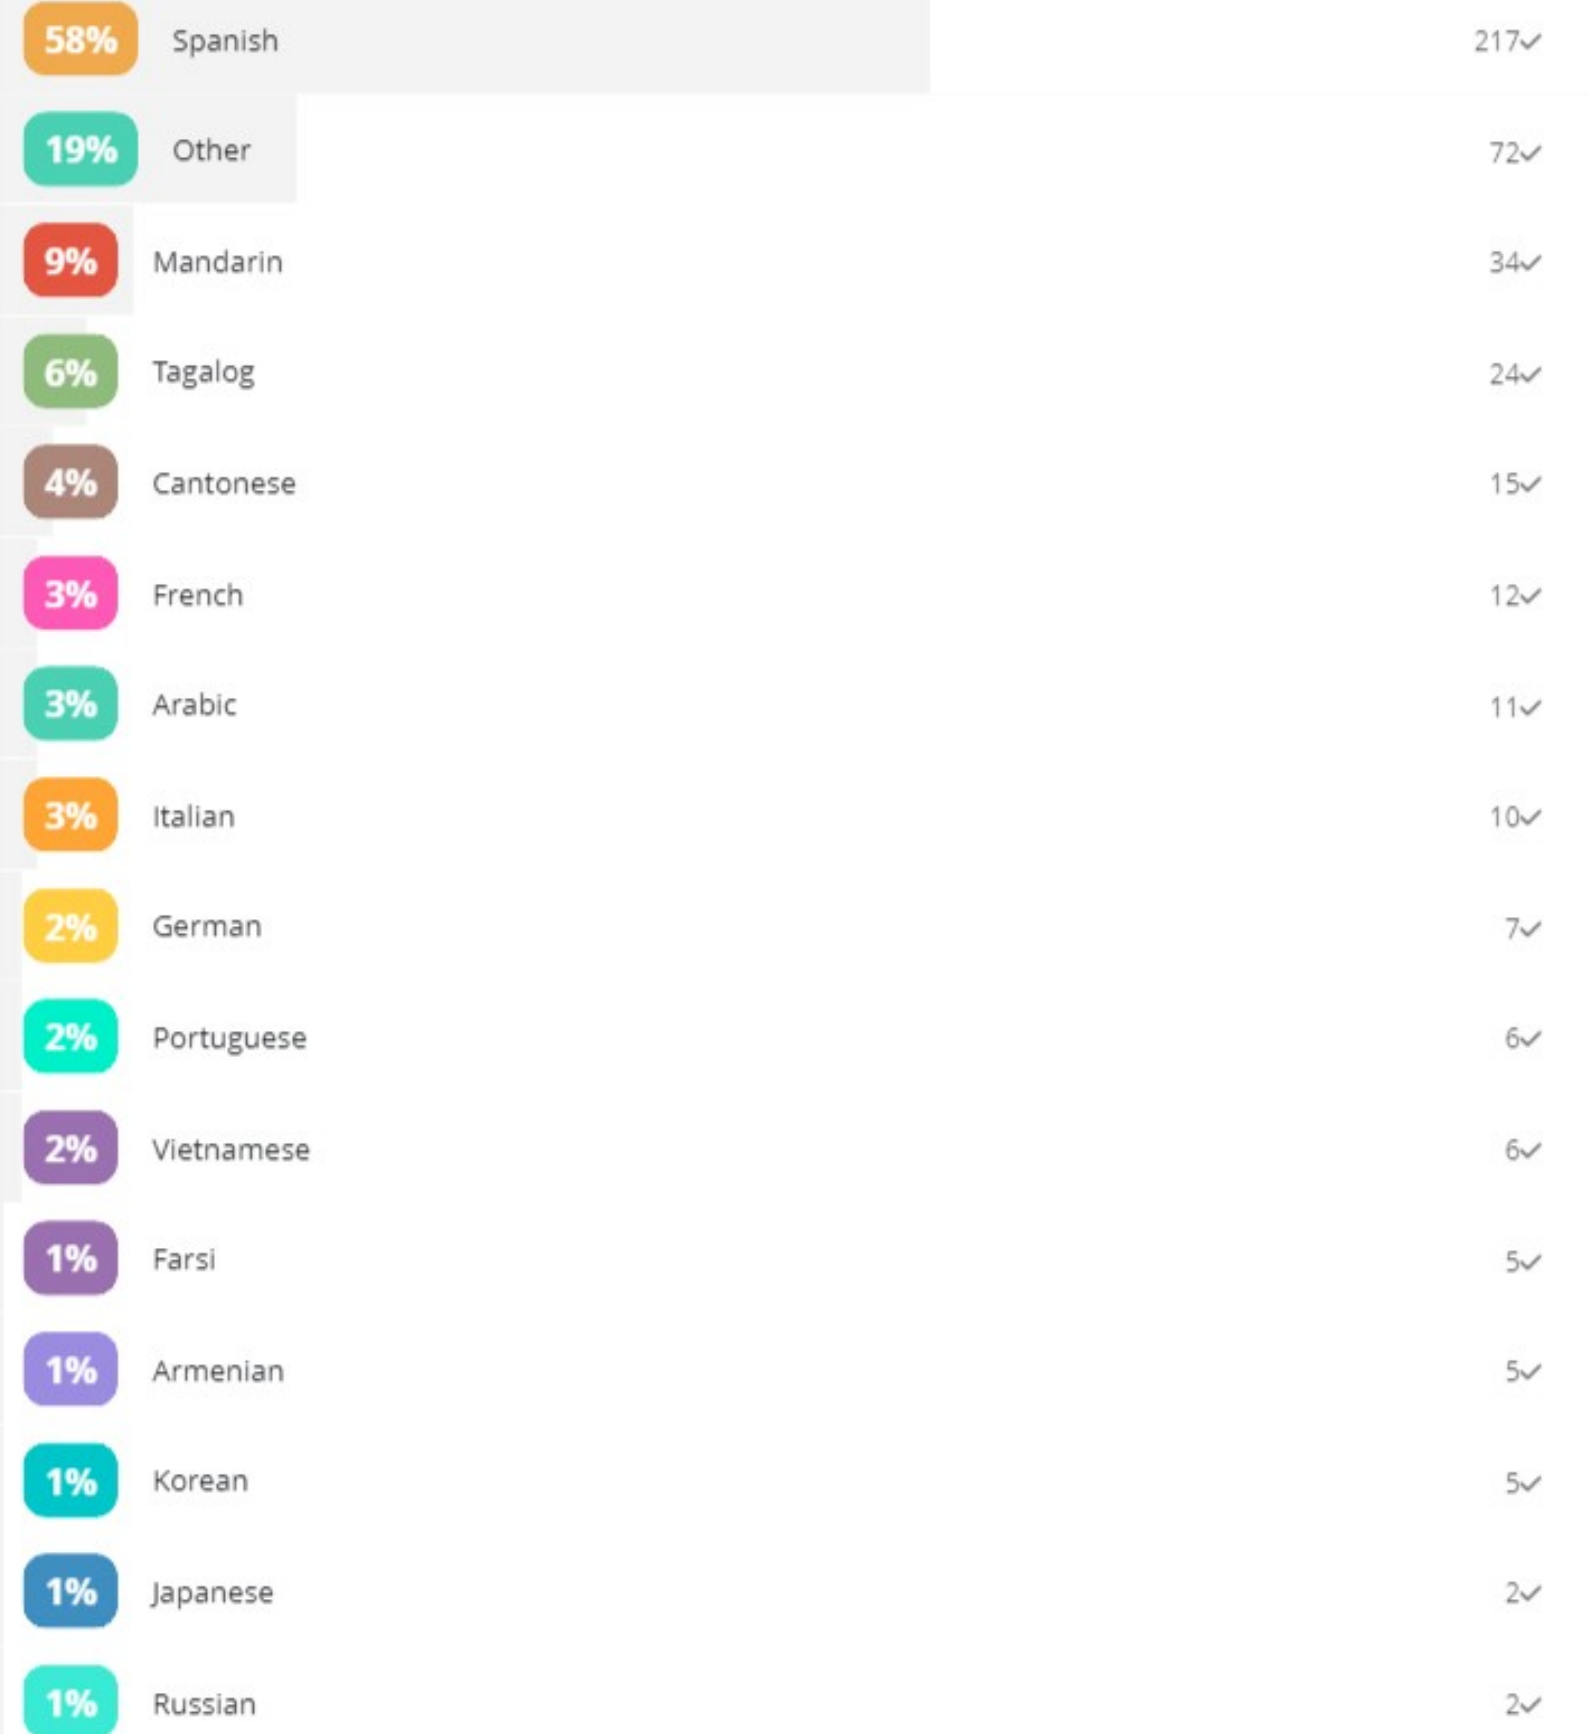 58% Spanish 217✓
19% Other 72✓
9% Mandarin 34✓
6% Tagalog 24✓
4% Cantonese 15✓
3% French 12✓
3% Arabic 11✓
3% Italian 10✓
2% German 7✓
2% Portuguese 6✓
2% Vietnamese 6✓
1% Farsi 5✓
1% Armenian 5✓
1% Korean 5✓
1% Japanese 2✓
1% Russian 2✓